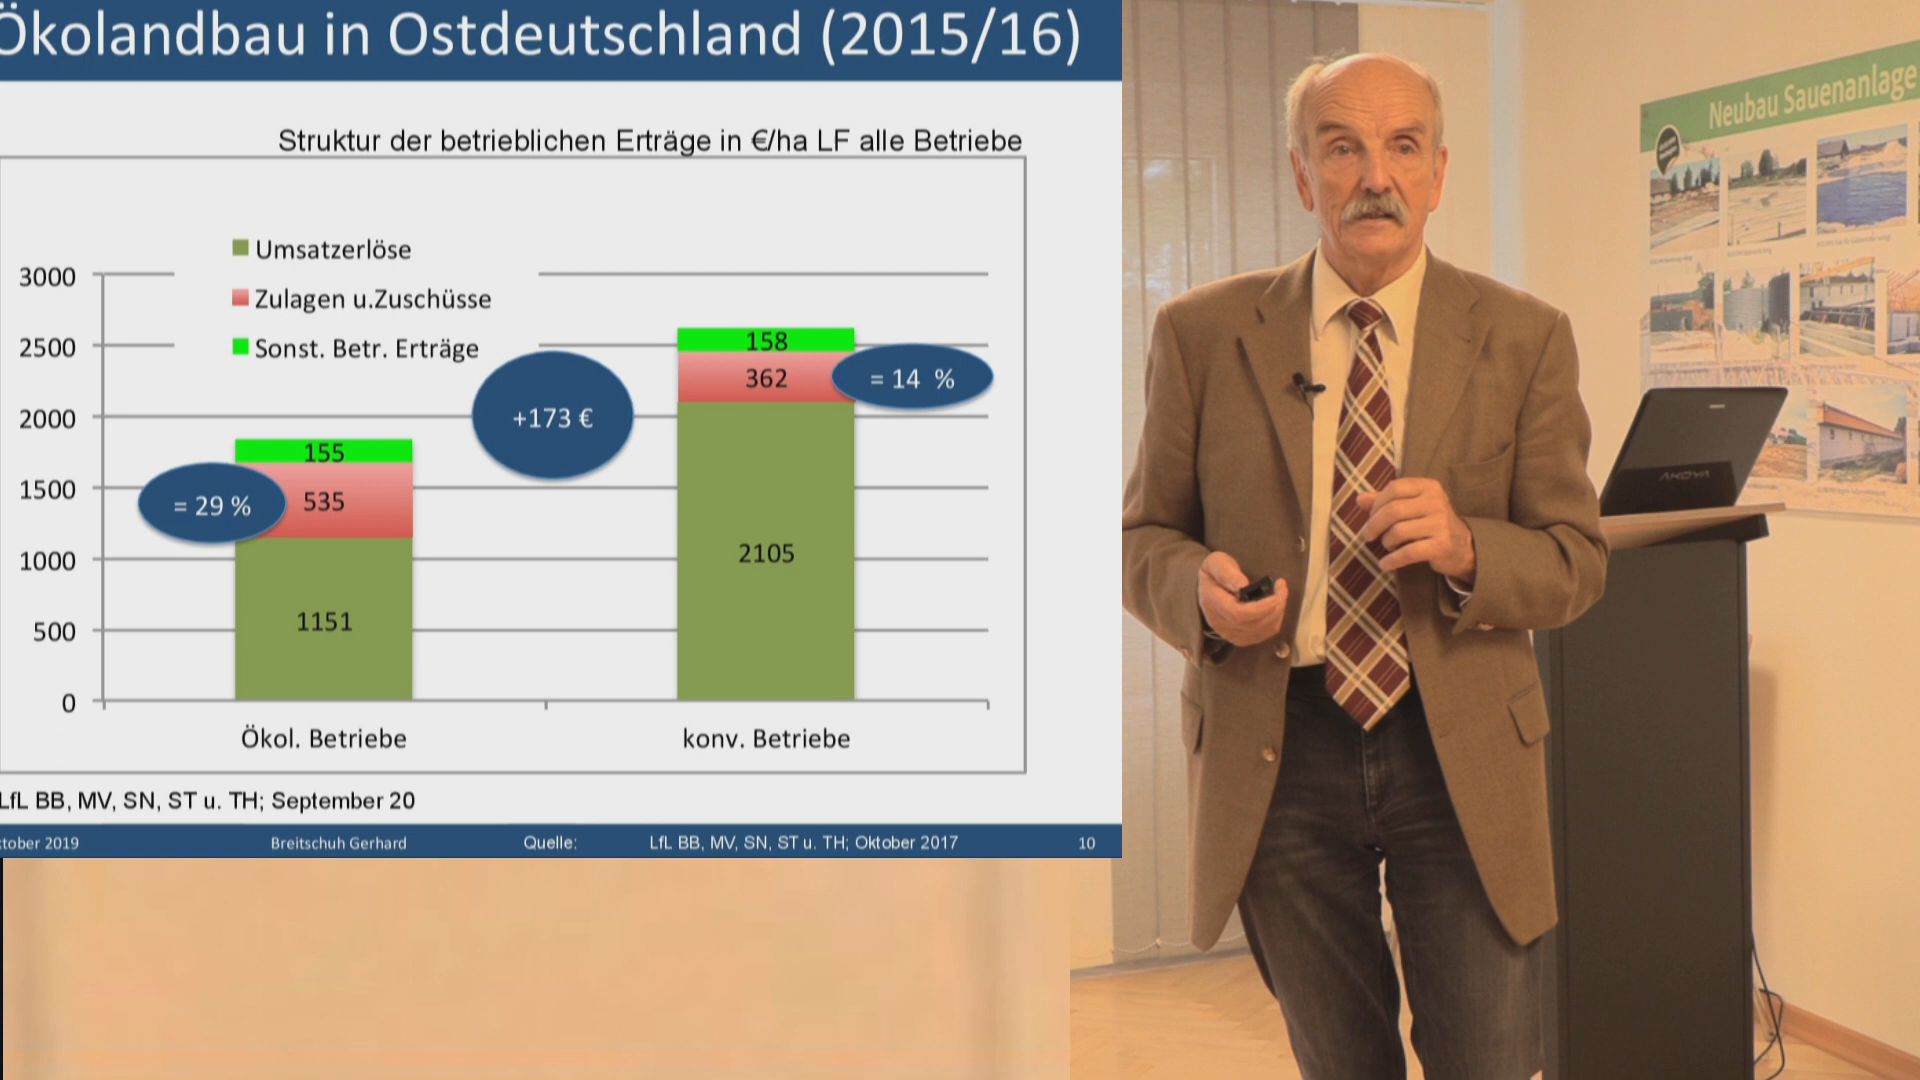 Ökolandbau in Ostdeutschland (2015/16)
Struktur der betrieblichen Erträge in €/ha LF alle Betriebe
Umsatzerlöse
Zulagen u.Zuschüsse
Sonst. Betr. Erträge
3000
2500
2000
1500
1000
500
0
155
535
1151
= 29 %
+173 €
158
362
2105
= 14 %
Ökol. Betriebe
konv. Betriebe
LfL BB, MV, SN, ST u. TH; September 20
tober 2019
Breitschuh Gerhard
Quelle:
LfL BB, MV, SN, ST u. TH; Oktober 2017
10
Neubau Sauenanlage
AKOYA